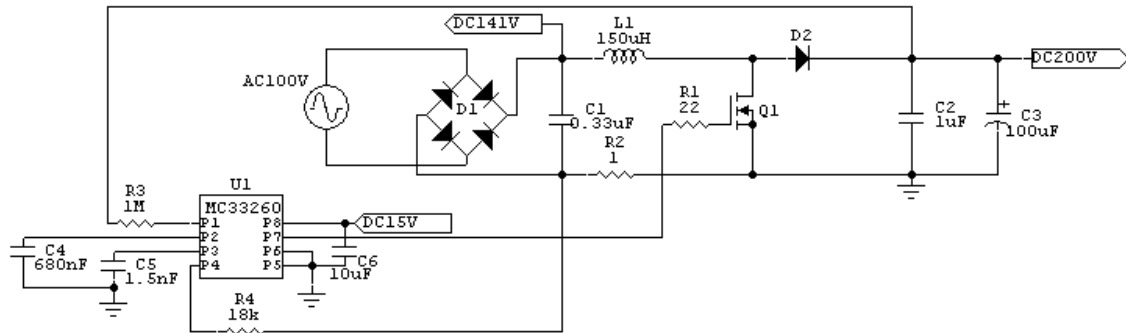 DC141V
L1
150uH
D2
DC200V
AC100V
D1
R1
22
Q1
C1
0.33uF
C2
1uF
C3
100uF
R2
1
U1
MC33260
R3
1M
P1
P8
DC15V
P2
P7
P3
P6
P4
P5
C4
680nF
C5
1.5nF
C6
10uF
R4
18k